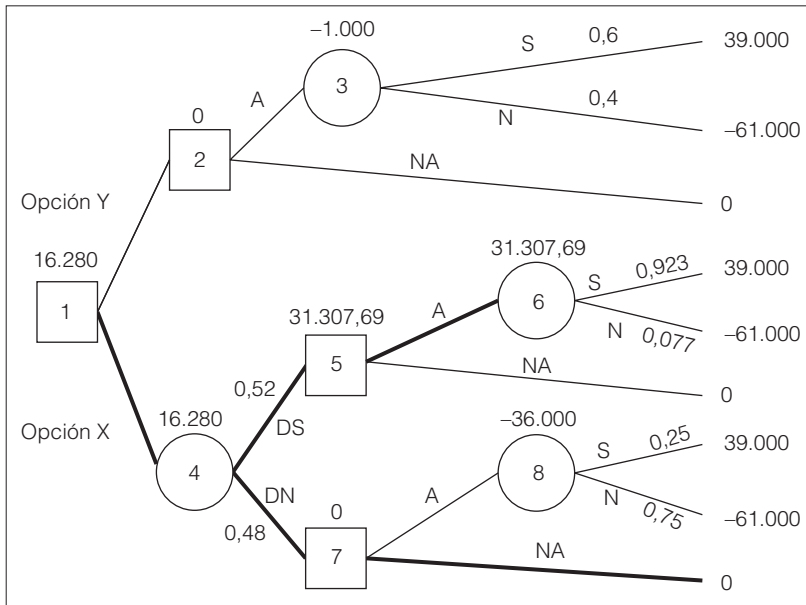 –1.000
3
A
S
0,6
39.000
N
0,4
–61.000
0
2
NA
0
Opción Y
16.280
1
Opción X
16.280
4
0,52
DS
DN
0,48
31.307,69
5
A
31.307,69
6
S
0,923
39.000
N
0,077
–61.000
NA
0
0
7
A
–36.000
8
S
0,25
39.000
N
0,75
–61.000
NA
0